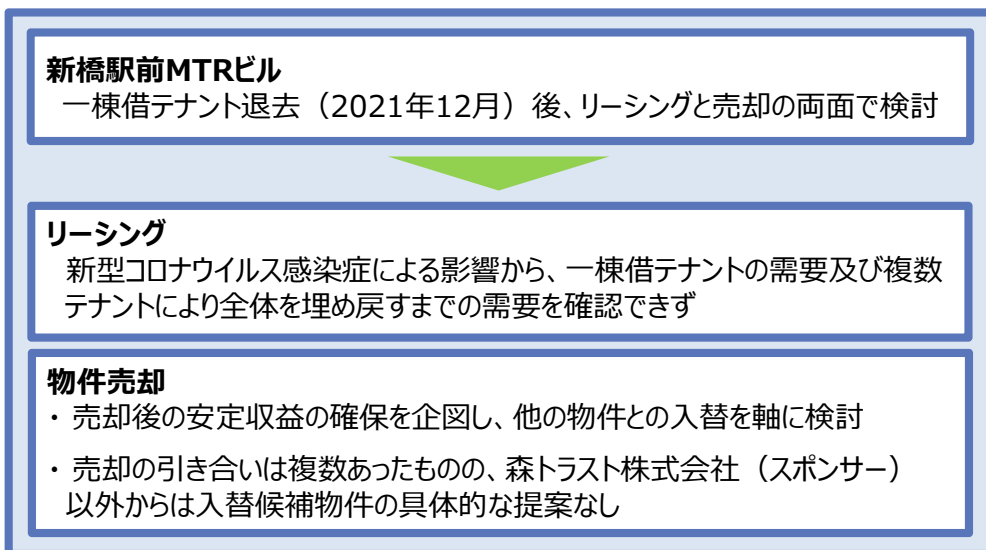 新橋駅前MTRビル
一棟借テナント退去（2021年12月）後、リーシングと売却の両面で検討
リーシング
新型コロナウイルス感染症による影響から、一棟借テナントの需要及び複数
テナントにより全体を埋め戻すまでの需要を確認できず
物件売却
・ 売却後の安定収益の確保を企図し、他の物件との入替を軸に検討
・ 売却の引き合いは複数あったものの、森トラスト株式会社（スポンサー）
以外からは入替候補物件の具体的な提案なし